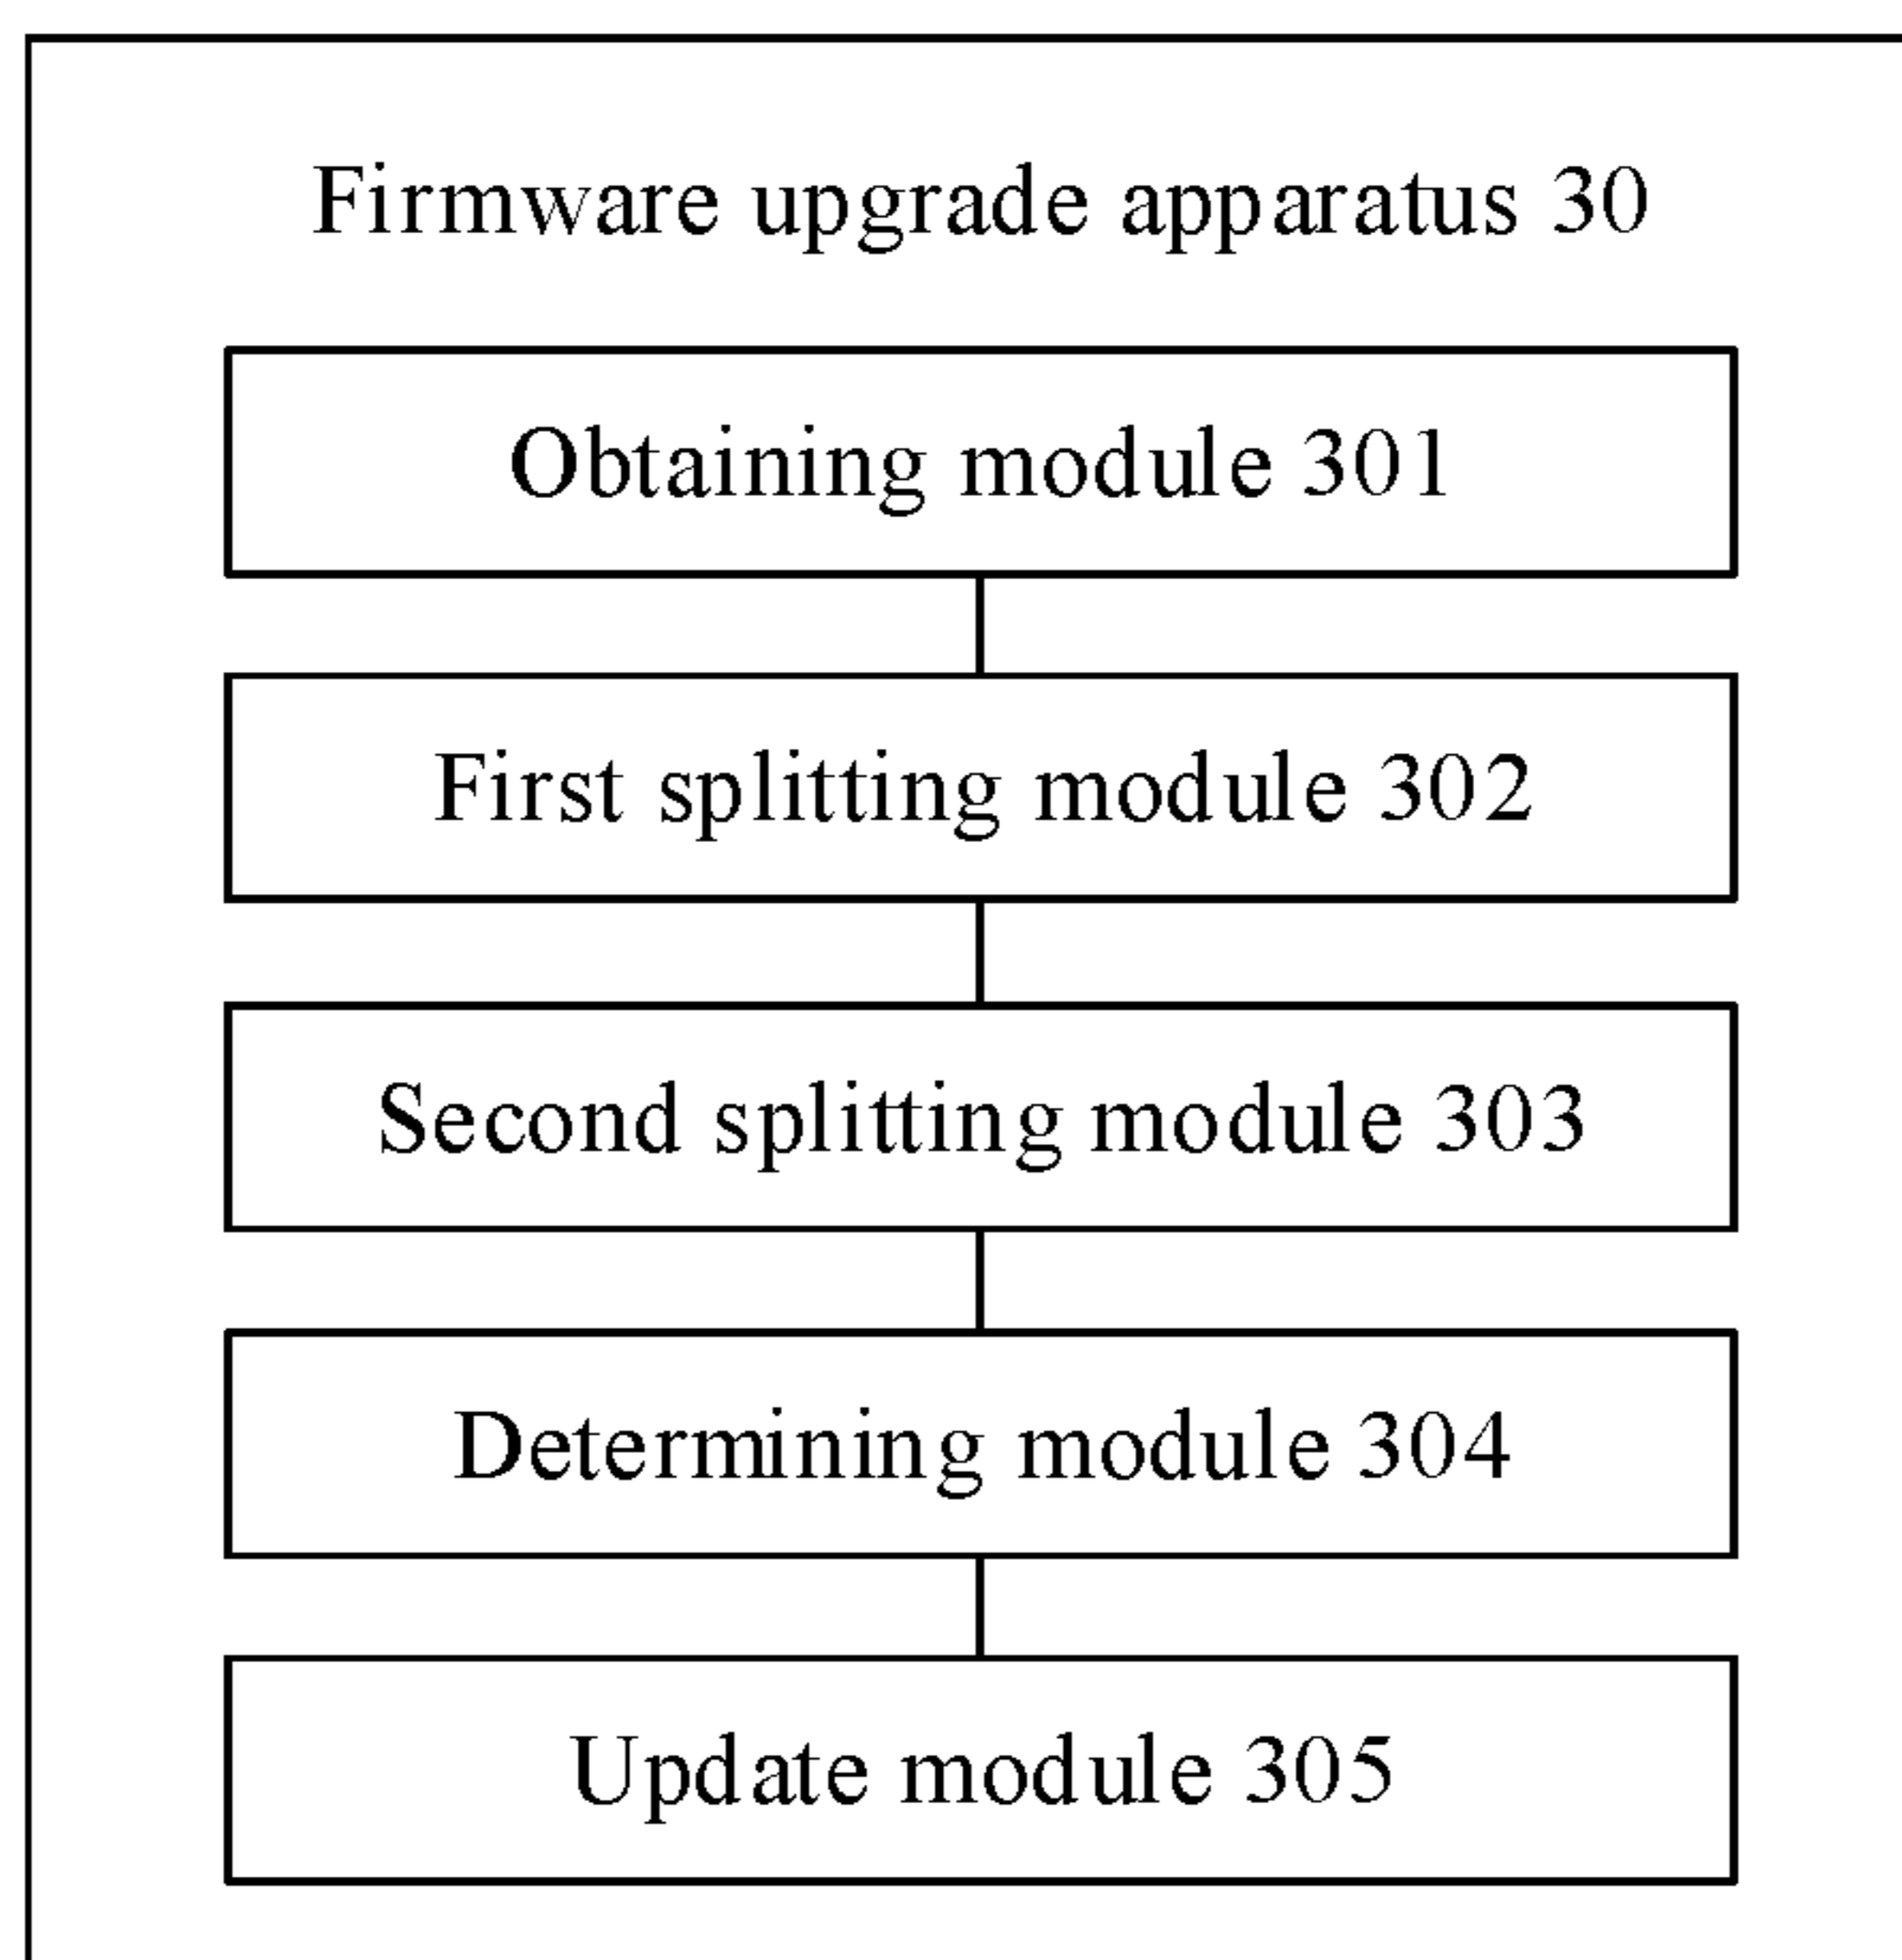 Firmware upgrade apparatus 30
Obtaining module 301
First splitting module 302
Second splitting module 303
Determining module 304
Update module 305